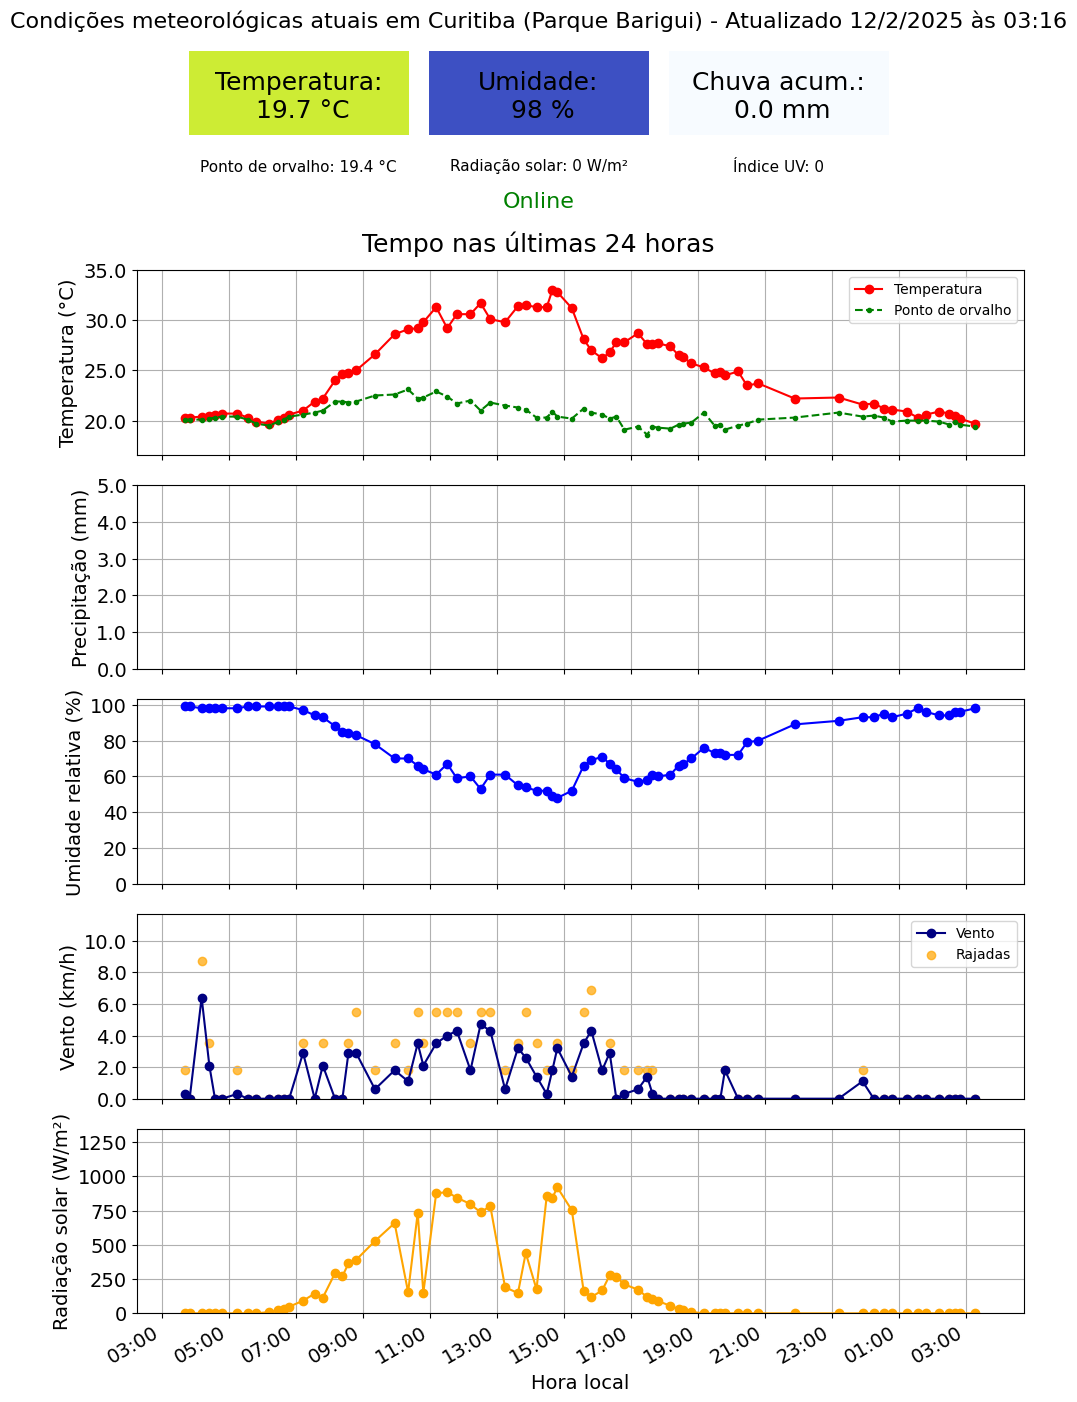 Condições meteorológicas atuais em Curitiba (Parque Barigui) - Atualizado 12/2/2025 às 03:16
Temperatura:
19.7 °C
Umidade:
98 %
Chuva acum.:
0.0 mm
Ponto de orvalho: 19.4 °C
Radiação solar: 0 W/m²
Índice UV: 0
Online
Tempo nas últimas 24 horas
Temperatura (°C)
35.0
30.0
25.0
20.0
Temperatura
Ponto de orvalho
Precipitação (mm)
5.0
4.0
3.0
2.0
1.0
0.0
Umidade relativa (%)
100
80
60
40
20
0
Vento (km/h)
10.0
8.0
6.0
4.0
2.0
0.0
Vento
Rajadas
Radiação solar (W/m²)
1250
1000
750
500
250
0
03:00
05:00
07:00
09:00
11:00
13:00
15:00
17:00
19:00
21:00
23:00
01:00
03:00
Hora local